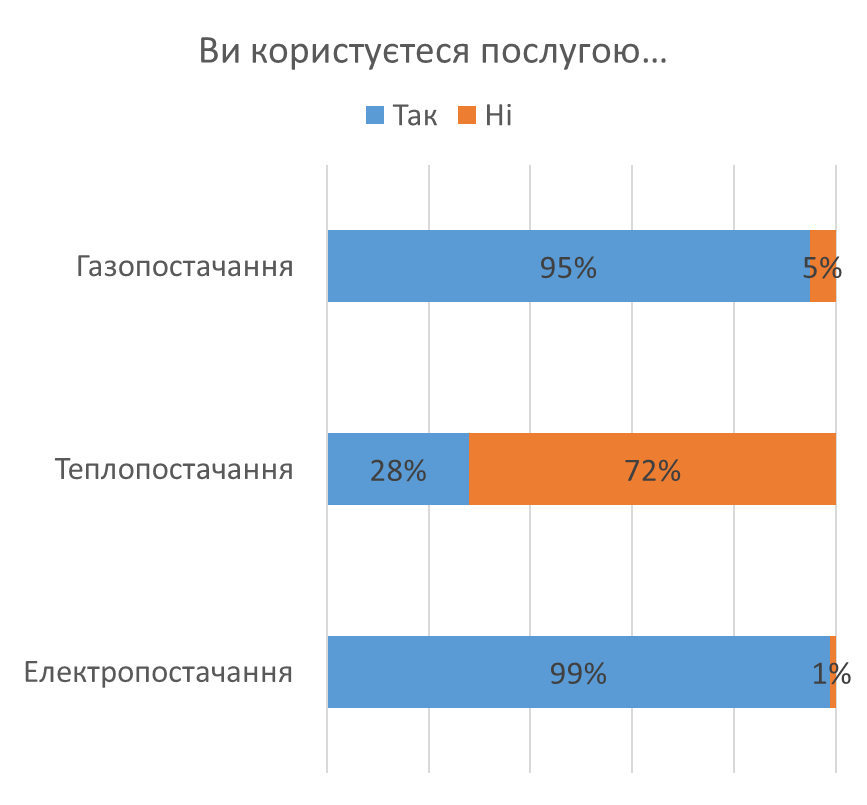 Ви користуєтеся послугою...
Так Ні
Газопостачання 95% 5%
Теплопостачання 28% 72%
Електропостачання 99% 1%